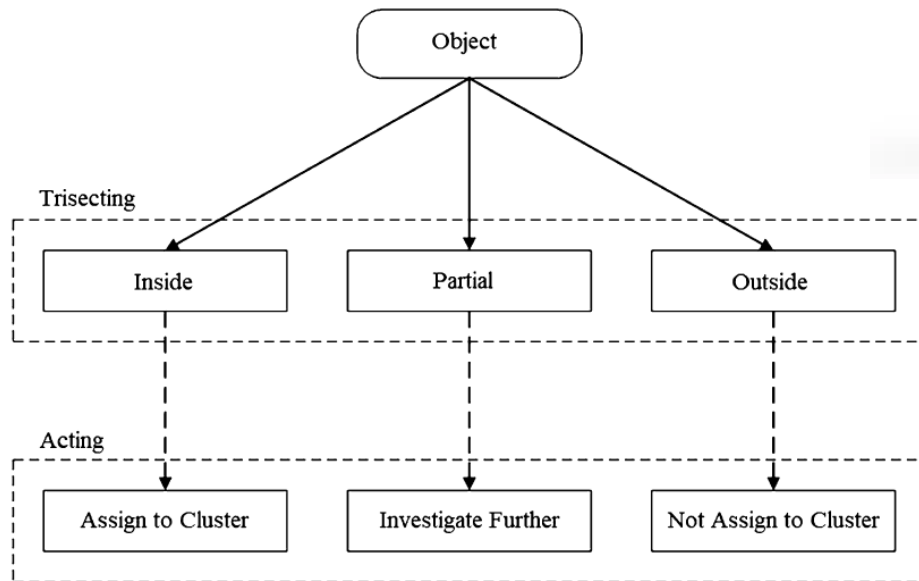 Object
Trisecting
Inside
Partial
Outside
Acting
Assign to Cluster
Investigate Further
Not Assign to Cluster